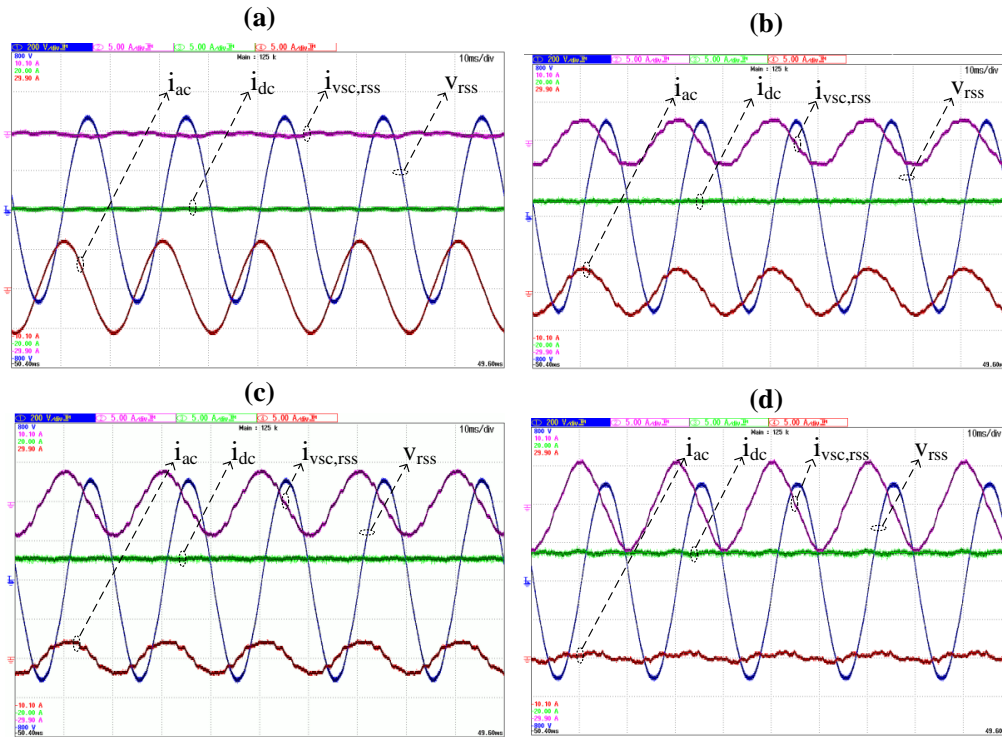 (a)
① 200 V/div 5.00 A/div 5.00 A/div 5.00 A/div
800 V
10.10 A
20.00 A
29.90 A
Main : 125 k
10ms/div
i_ac i_dc i_vsc,rss v_rss
-10.10 A
20.00 A
-29.90 A
-800 V
-50.40ms
49.60ms
(b)
① 200 V/div 5.00 A/div 5.00 A/div 5.00 A/div
800 V
10.10 A
20.00 A
29.90 A
Main : 125 k
10ms/div
i_ac i_dc i_vsc,rss v_rss
-10.10 A
20.00 A
-29.90 A
-800 V
-50.40ms
49.60ms
(c)
① 200 V/div 5.00 A/div 5.00 A/div 5.00 A/div
800 V
10.10 A
20.00 A
29.90 A
Main : 125 k
10ms/div
i_ac i_dc i_vsc,rss v_rss
-10.10 A
20.00 A
-29.90 A
-800 V
-50.40ms
49.60ms
(d)
① 200 V/div 5.00 A/div 5.00 A/div 5.00 A/div
800 V
10.10 A
20.00 A
29.90 A
Main : 125 k
10ms/div
i_ac i_dc i_vsc,rss v_rss
-10.10 A
20.00 A
-29.90 A
-800 V
-50.40ms
49.60ms